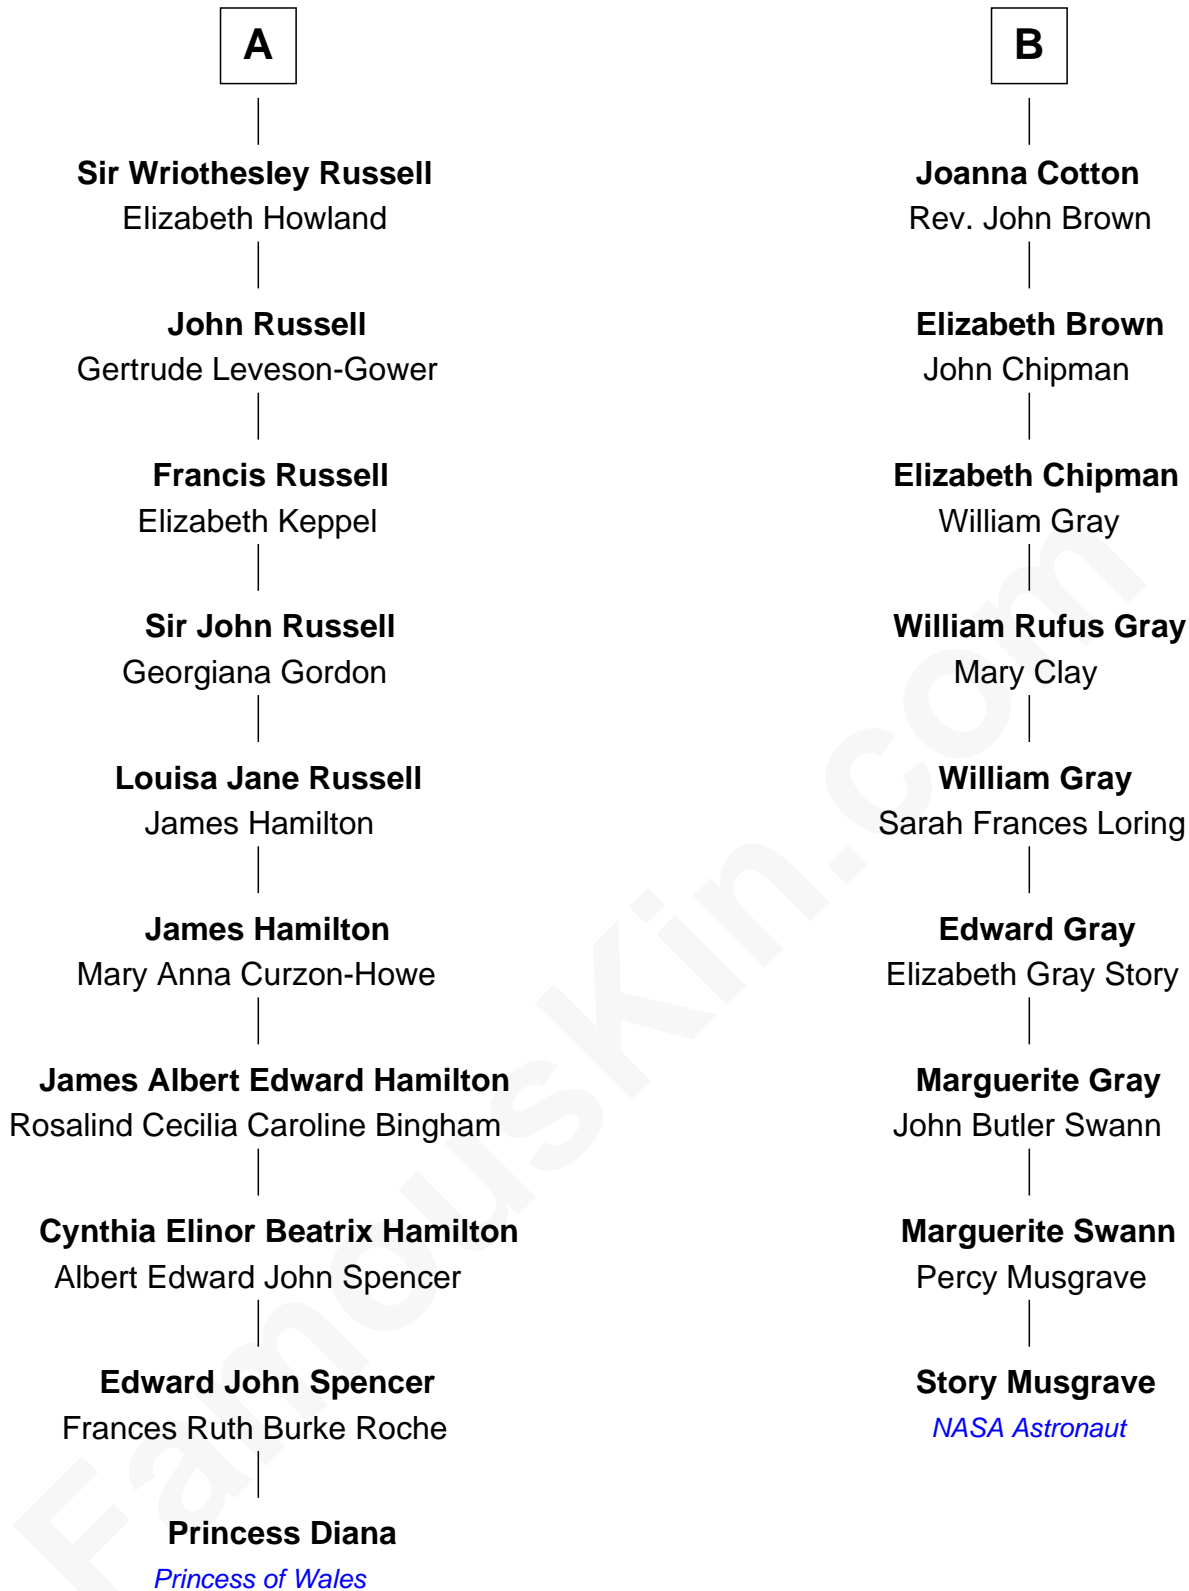 A
Sir Wriothesley Russell
Elizabeth Howland
John Russell
Gertrude Leveson-Gower
Francis Russell
Elizabeth Keppel
Sir John Russell
Georgiana Gordon
Louisa Jane Russell
James Hamilton
James Hamilton
Mary Anna Curzon-Howe
James Albert Edward Hamilton
Rosalind Cecilia Caroline Bingham
Cynthia Elinor Beatrix Hamilton
Albert Edward John Spencer
Edward John Spencer
Frances Ruth Burke Roche
Princess Diana
Princess of Wales
B
Joanna Cotton
Rev. John Brown
Elizabeth Brown
John Chipman
Elizabeth Chipman
William Gray
William Rufus Gray
Mary Clay
William Gray
Sarah Frances Loring
Edward Gray
Elizabeth Gray Story
Marguerite Gray
John Butler Swann
Marguerite Swann
Percy Musgrave
Story Musgrave
NASA Astronaut
FamousKin.com